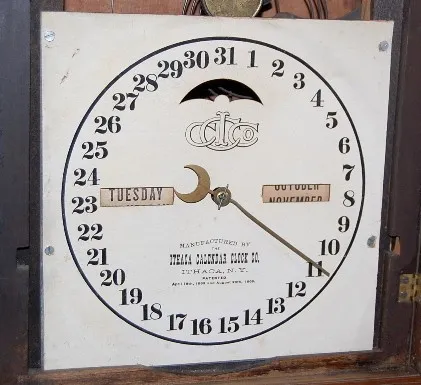 31 1
30 2
29 3
28 4
27
26 5
25 6
24 7
23 TUESDAY OCTOBER
NOVEMBER 8
22 9
21 10
20 11
19 12
18 17 16 15 14 13
ICCCO
MANUFACTURED BY
THE
ITHACA CALENDAR CLOCK CO.
ITHACA, N.Y.
PATENTED